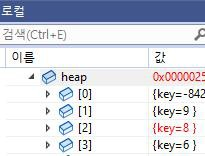 로컬
검색(Ctrl+E)
이름 값
heap 0x0000025
[0] {key=-842
[1] {key=9 }
[2] {key=8 }
[3] {key=6 }